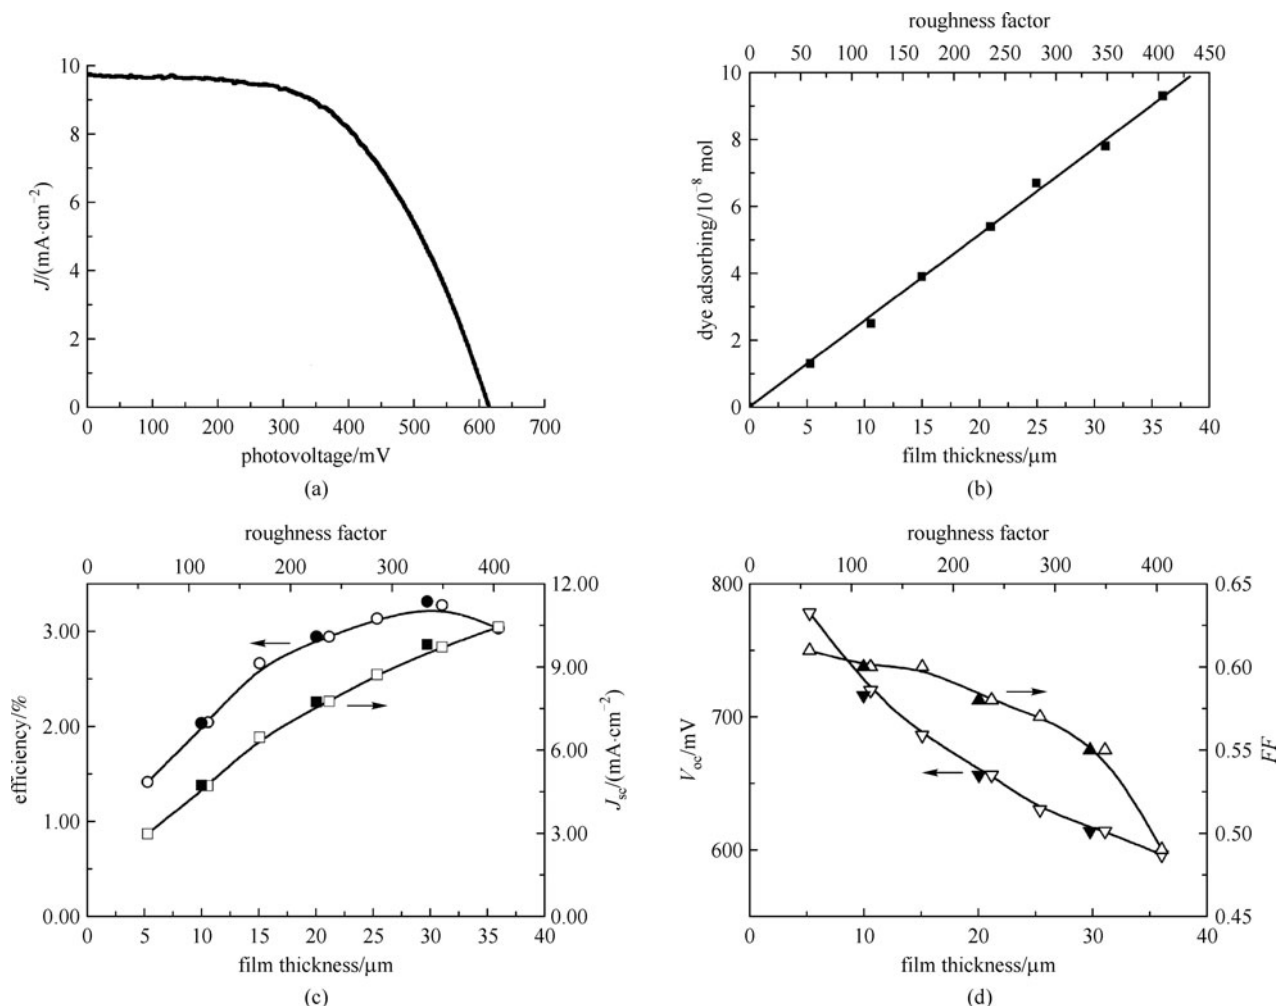 10
8
6
4
2
0
J/(mA·cm⁻²)
0 100 200 300 400 500 600 700
photovoltage/mV
(a)
roughness factor
0 50 100 150 200 250 300 350 400 450
10
8
6
4
2
0
dye adsorbing/10⁻⁸ mol
0 5 10 15 20 25 30 35 40
film thickness/μm
(b)
roughness factor
0 100 200 300 400
3.00
2.00
1.00
0.00
efficiency/%
12.00
9.00
6.00
3.00
0.00
Jsc/(mA·cm⁻²)
0 5 10 15 20 25 30 35 40
film thickness/μm
(c)
roughness factor
0 100 200 300 400
800
700
600
Voc/mV
0.65
0.60
0.55
0.50
0.45
FF
0 5 10 15 20 25 30 35 40
film thickness/μm
(d)